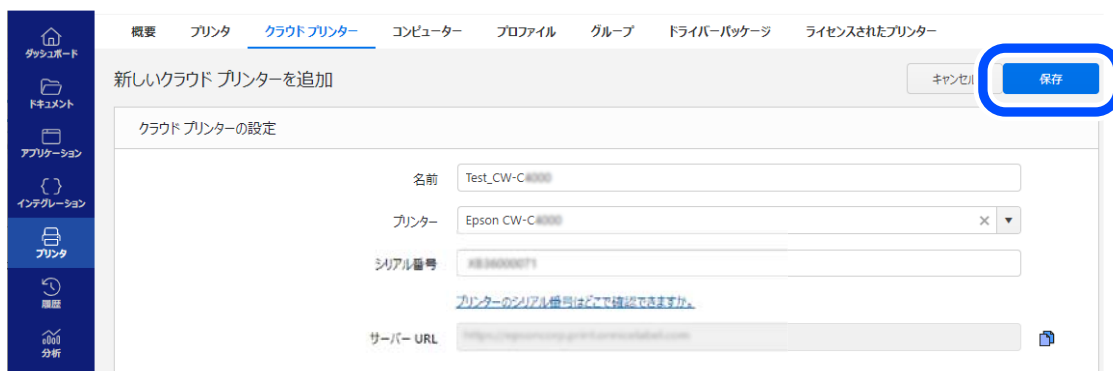 概要 プリンタ クラウド プリンター コンピューター プロファイル グループ ドライバーパッケージ ライセンスされたプリンター
ダッシュボード
ドキュメント
アプリケーション
インテグレーション
プリンタ
履歴
分析
新しいクラウド プリンターを追加 キャンセル 保存
クラウド プリンターの設定
名前 Test_CW-C
プリンター Epson CW-C
シリアル番号
プリンターのシリアル番号はどこで確認できますか。
サーバー URL